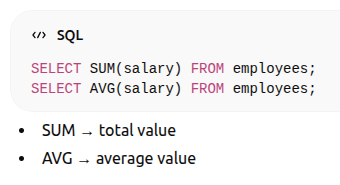 SQL
SELECT SUM(salary) FROM employees;
SELECT AVG(salary) FROM employees;
• SUM → total value
• AVG → average value